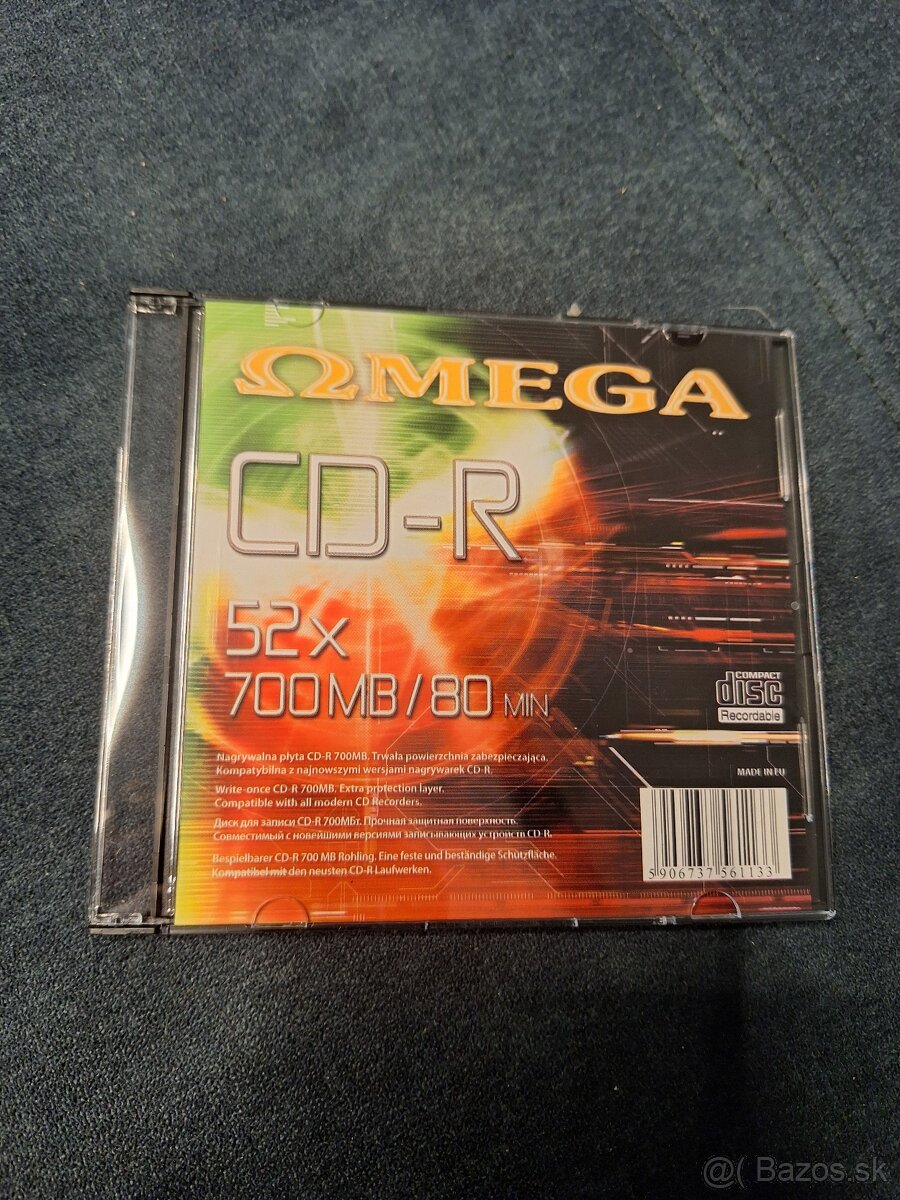 ΩMEGA
CD-R
52x
700MB/80 MIN
COMPACT
disc
Recordable
Nagrywalna płyta CD-R 700MB. Trwała powierzchnia zabezpieczająca.
Kompatybilna z najnowszymi wersjami nagrywarek CD-R.
MADE IN EU
Write-once CD-R 700MB. Extra protection layer.
Compatible with all modern CD Recorders.
Диск для записи CD-R 700Мбт. Прочная защитная поверхность.
Совместимый с новейшими версиями записывающих устройств CD-R.
Bespielbarer CD-R 700 MB Rohling. Eine feste und beständige Schutzfläche.
Kompatibel mit den neusten CD-R Laufwerken.
5 906737 561133
@( Bazos.sk